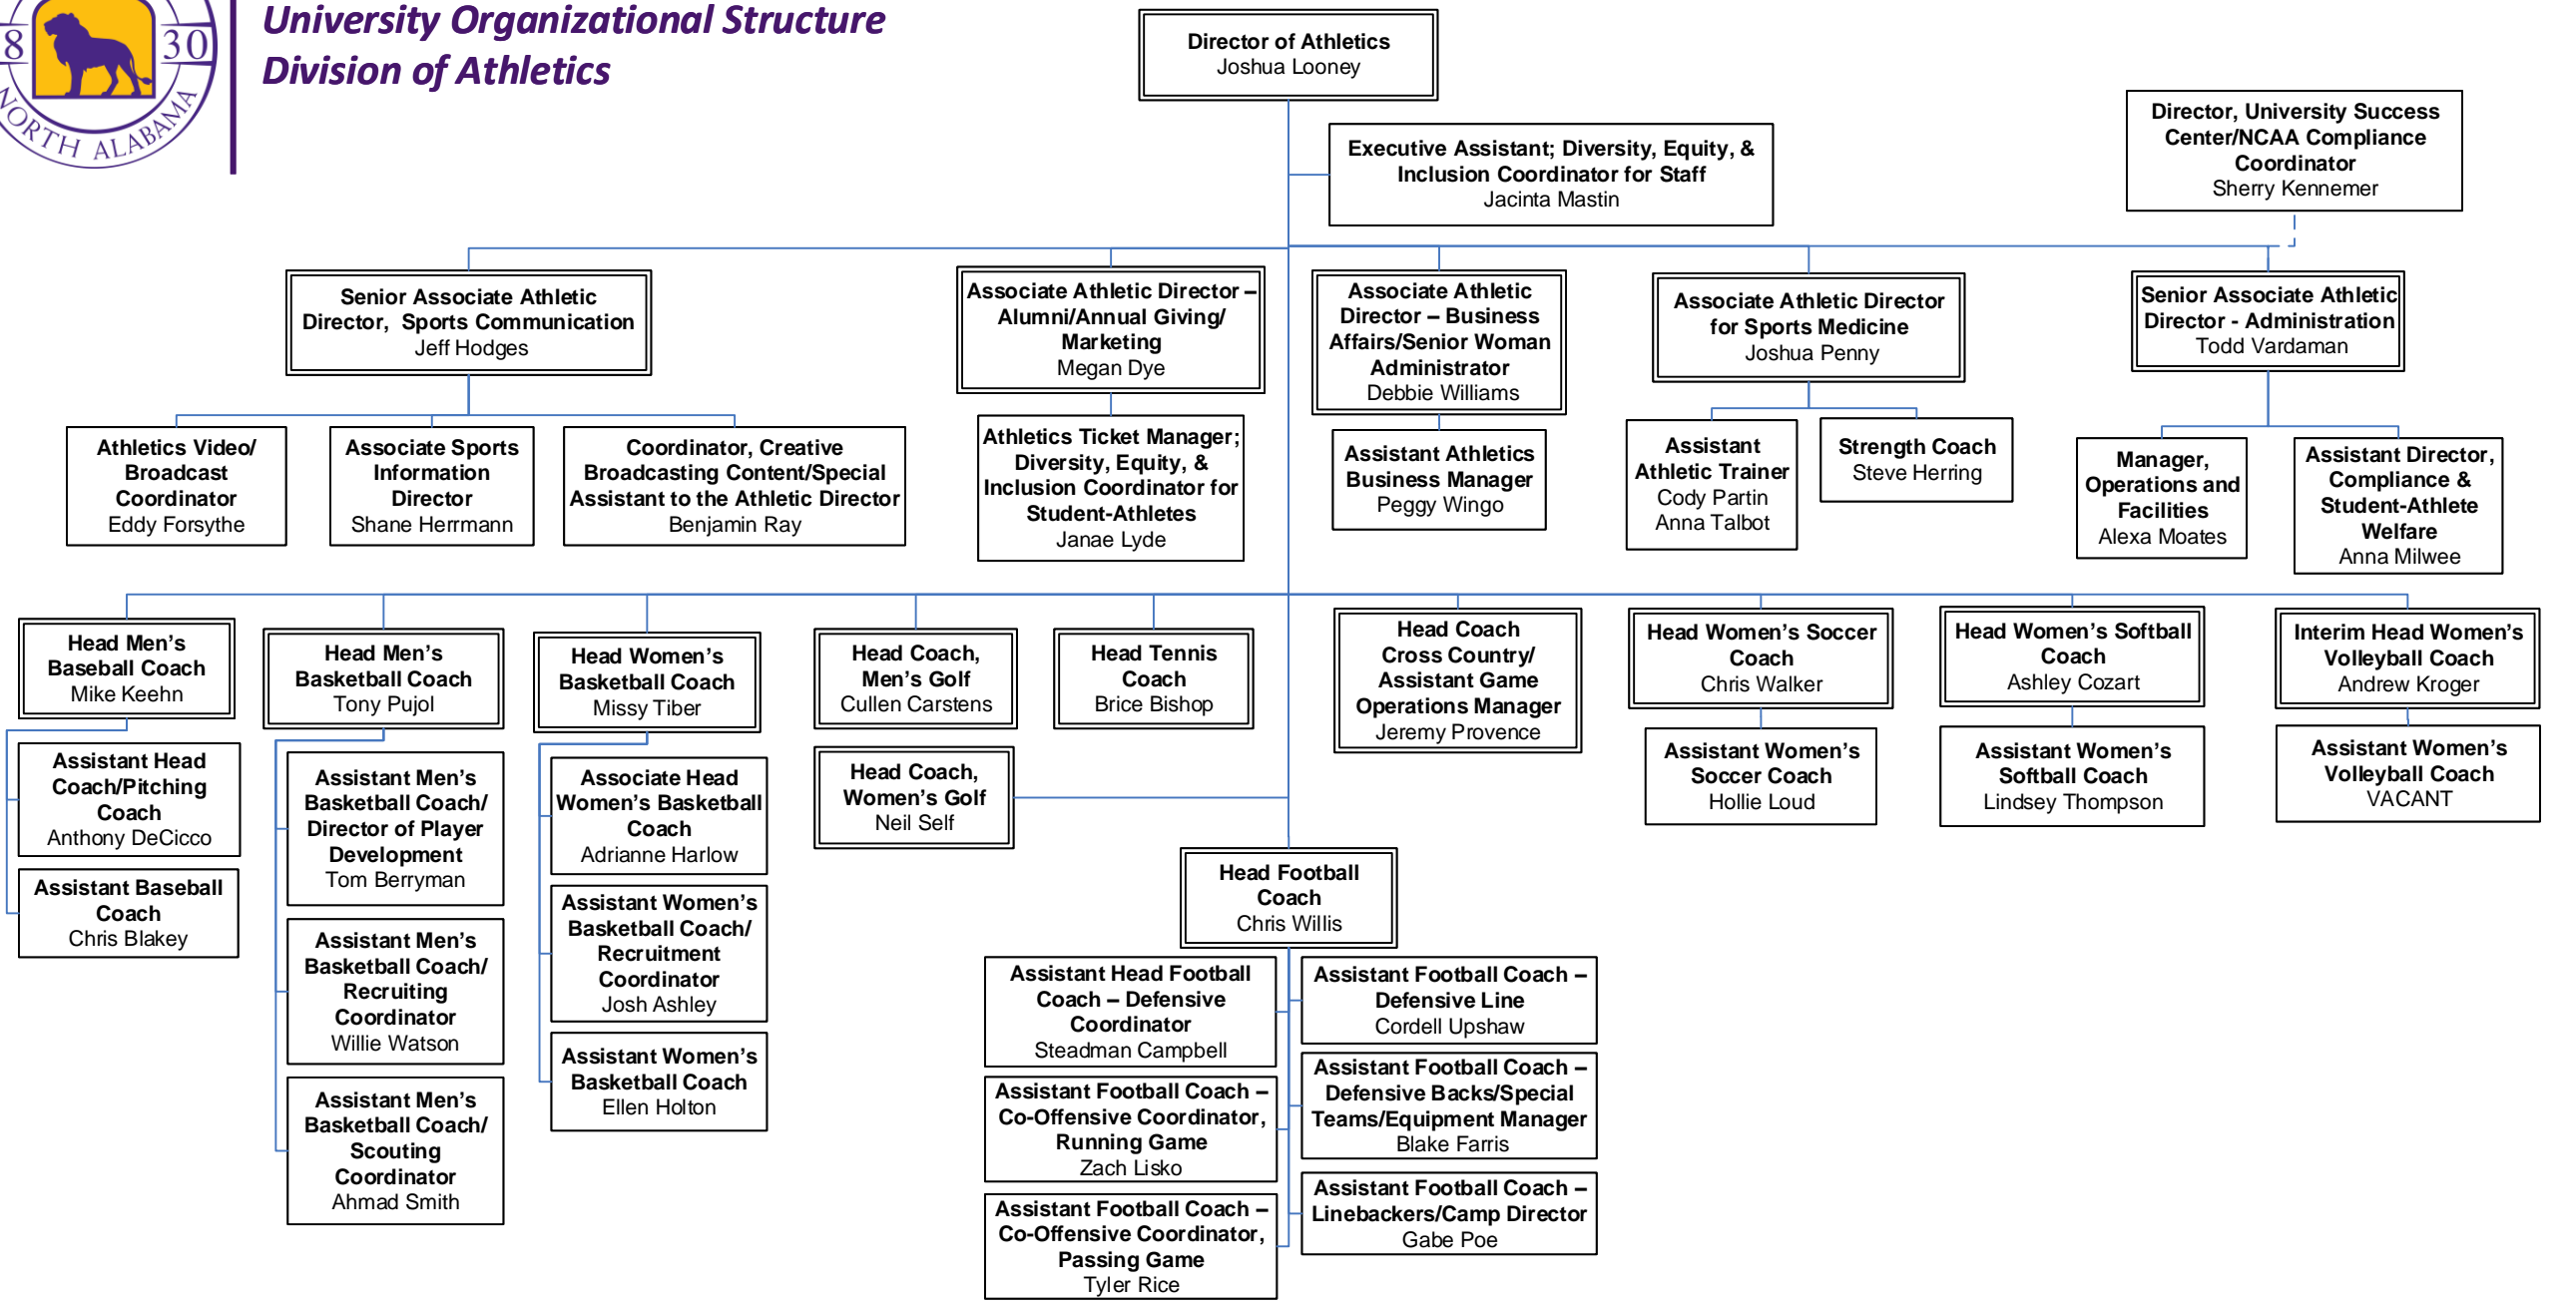 8 30
NORTH ALABAMA
University Organizational Structure
Division of Athletics
Director of Athletics
Joshua Looney
Executive Assistant; Diversity, Equity, &
Inclusion Coordinator for Staff
Jacinta Mastin
Director, University Success
Center/NCAA Compliance
Coordinator
Sherry Kennemer
Senior Associate Athletic
Director, Sports Communication
Jeff Hodges
Associate Athletic Director –
Alumni/Annual Giving/
Marketing
Megan Dye
Associate Athletic
Director – Business
Affairs/Senior Woman
Administrator
Debbie Williams
Associate Athletic Director
for Sports Medicine
Joshua Penny
Senior Associate Athletic
Director - Administration
Todd Vardaman
Athletics Video/
Broadcast
Coordinator
Eddy Forsythe
Associate Sports
Information
Director
Shane Herrmann
Coordinator, Creative
Broadcasting Content/Special
Assistant to the Athletic Director
Benjamin Ray
Athletics Ticket Manager;
Diversity, Equity, &
Inclusion Coordinator for
Student-Athletes
Janae Lyde
Assistant Athletics
Business Manager
Peggy Wingo
Assistant
Athletic Trainer
Cody Partin
Anna Talbot
Strength Coach
Steve Herring
Manager,
Operations and
Facilities
Alexa Moates
Assistant Director,
Compliance &
Student-Athlete
Welfare
Anna Milwee
Head Men’s
Baseball Coach
Mike Keehn
Head Men’s
Basketball Coach
Tony Pujol
Head Women’s
Basketball Coach
Missy Tiber
Head Coach,
Men’s Golf
Cullen Carstens
Head Tennis
Coach
Brice Bishop
Head Coach
Cross Country/
Assistant Game
Operations Manager
Jeremy Provence
Head Women’s Soccer
Coach
Chris Walker
Head Women’s Softball
Coach
Ashley Cozart
Interim Head Women’s
Volleyball Coach
Andrew Kroger
Assistant Head
Coach/Pitching
Coach
Anthony DeCicco
Assistant Baseball
Coach
Chris Blakey
Assistant Men’s
Basketball Coach/
Director of Player
Development
Tom Berryman
Assistant Men’s
Basketball Coach/
Recruiting
Coordinator
Willie Watson
Assistant Men’s
Basketball Coach/
Scouting
Coordinator
Ahmad Smith
Associate Head
Women’s Basketball
Coach
Adrianne Harlow
Assistant Women’s
Basketball Coach/
Recruitment
Coordinator
Josh Ashley
Assistant Women’s
Basketball Coach
Ellen Holton
Head Coach,
Women’s Golf
Neil Self
Assistant Women’s
Soccer Coach
Hollie Loud
Assistant Women’s
Softball Coach
Lindsey Thompson
Assistant Women’s
Volleyball Coach
VACANT
Head Football
Coach
Chris Willis
Assistant Head Football
Coach – Defensive
Coordinator
Steadman Campbell
Assistant Football Coach –
Co-Offensive Coordinator,
Running Game
Zach Lisko
Assistant Football Coach –
Co-Offensive Coordinator,
Passing Game
Tyler Rice
Assistant Football Coach –
Defensive Line
Cordell Upshaw
Assistant Football Coach –
Defensive Backs/Special
Teams/Equipment Manager
Blake Farris
Assistant Football Coach –
Linebackers/Camp Director
Gabe Poe